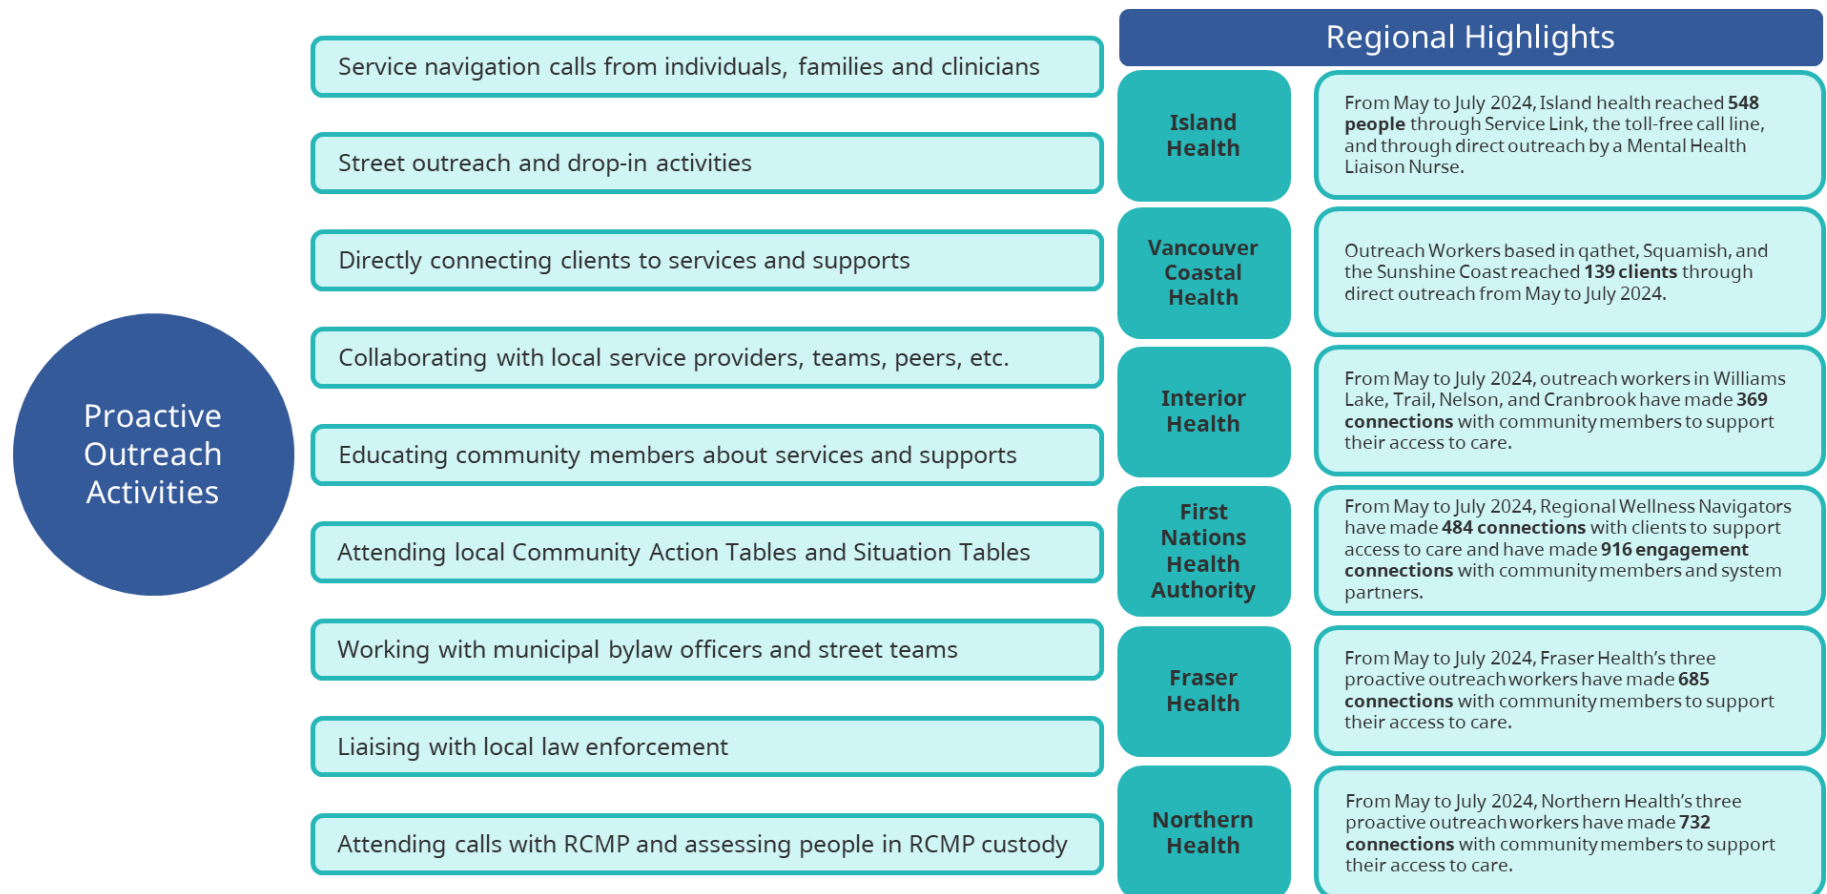 Proactive
Outreach
Activities
Service navigation calls from individuals, families and clinicians
Street outreach and drop-in activities
Directly connecting clients to services and supports
Collaborating with local service providers, teams, peers, etc.
Educating community members about services and supports
Attending local Community Action Tables and Situation Tables
Working with municipal bylaw officers and street teams
Liaising with local law enforcement
Attending calls with RCMP and assessing people in RCMP custody
Regional Highlights
Island
Health
From May to July 2024, Island health reached 548
people through Service Link, the toll-free call line,
and through direct outreach by a Mental Health
Liaison Nurse.
Vancouver
Coastal
Health
Outreach Workers based in qathet, Squamish, and
the Sunshine Coast reached 139 clients through
direct outreach from May to July 2024.
Interior
Health
From May to July 2024, outreach workers in Williams
Lake, Trail, Nelson, and Cranbrook have made 369
connections with community members to support
their access to care.
First
Nations
Health
Authority
From May to July 2024, Regional Wellness Navigators
have made 484 connections with clients to support
access to care and have made 916 engagement
connections with community members and system
partners.
Fraser
Health
From May to July 2024, Fraser Health’s three
proactive outreach workers have made 685
connections with community members to support
their access to care.
Northern
Health
From May to July 2024, Northern Health’s three
proactive outreach workers have made 732
connections with community members to support
their access to care.